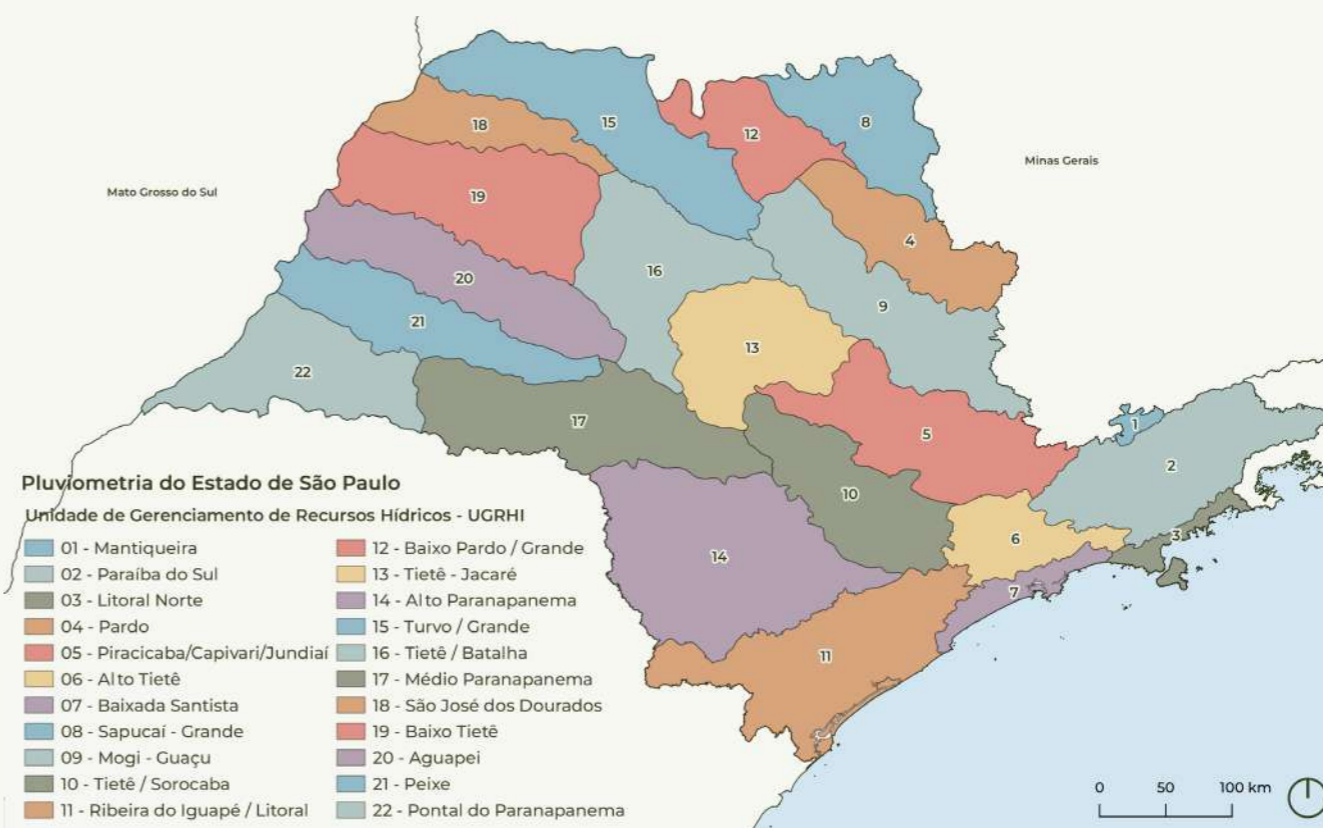 15
8
18
12
Minas Gerais
Mato Grosso do Sul
19
4
16
20
9
21
13
22
17
1
5
2
10
3
6
14
7
11
Pluviometria do Estado de São Paulo
Unidade de Gerenciamento de Recursos Hídricos - UGRHI
01 - Mantiqueira
02 - Paraíba do Sul
03 - Litoral Norte
04 - Pardo
05 - Piracicaba/Capivari/Jundiaí
06 - Alto Tietê
07 - Baixada Santista
08 - Sapucaí - Grande
09 - Mogi - Guaçu
10 - Tietê / Sorocaba
11 - Ribeira do Iguapé / Litoral
12 - Baixo Pardo / Grande
13 - Tietê - Jacaré
14 - Alto Paranapanema
15 - Turvo / Grande
16 - Tietê / Batalha
17 - Médio Paranapanema
18 - São José dos Dourados
19 - Baixo Tietê
20 - Aguapei
21 - Peixe
22 - Pontal do Paranapanema
0 50 100 km